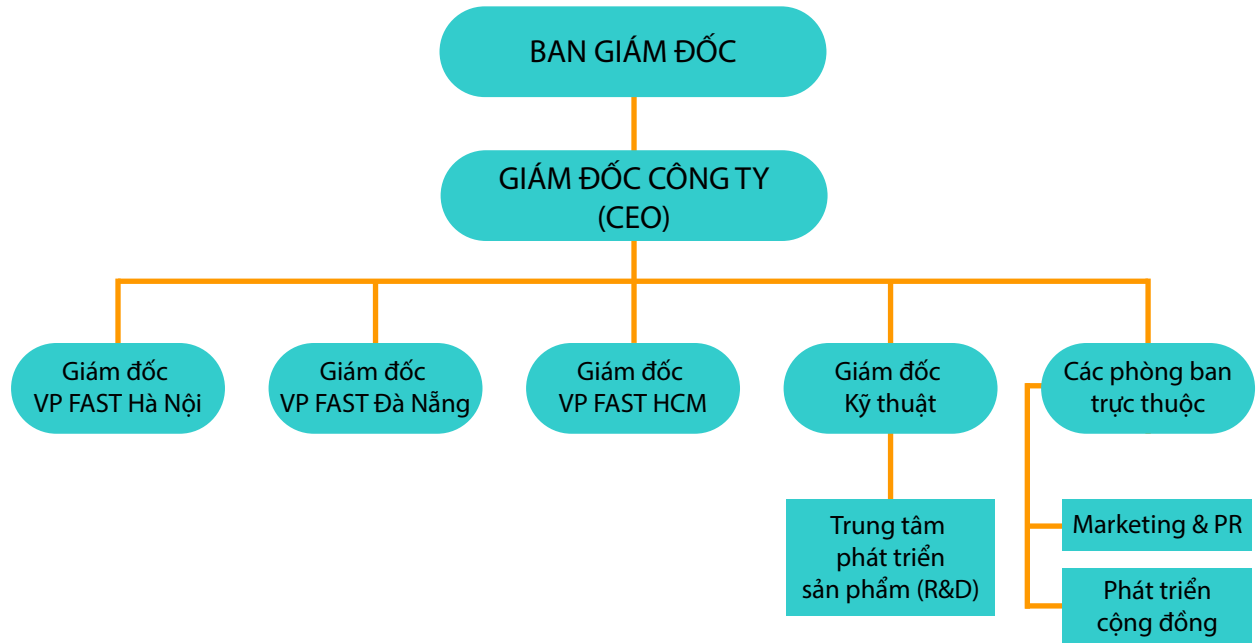 BAN GIÁM ĐỐC
GIÁM ĐỐC CÔNG TY
(CEO)
Giám đốc
VP FAST Hà Nội
Giám đốc
VP FAST Đà Nẵng
Giám đốc
VP FAST HCM
Giám đốc
Kỹ thuật
Các phòng ban
trực thuộc
Trung tâm
phát triển
sản phẩm (R&D)
Marketing & PR
Phát triển
cộng đồng